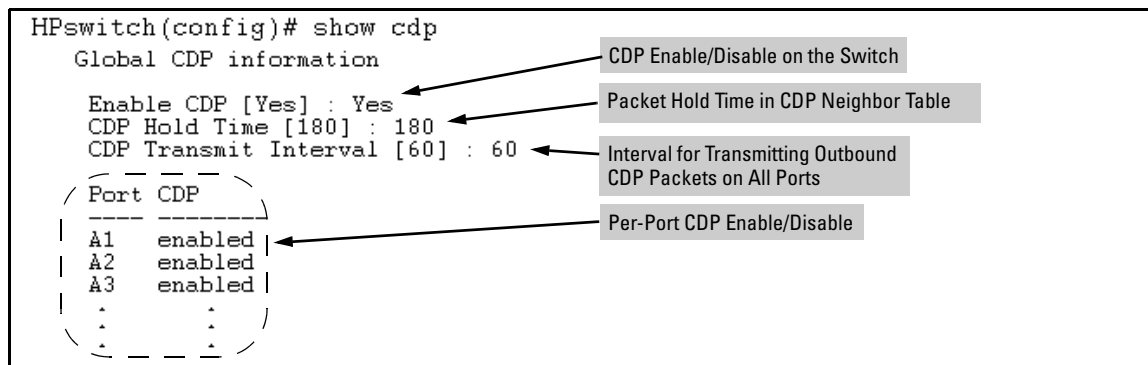 HPswitch(config)# show cdp
Global CDP information
CDP Enable/Disable on the Switch
Enable CDP [Yes] : Yes
Packet Hold Time in CDP Neighbor Table
CDP Hold Time [180] : 180
CDP Transmit Interval [60] : 60
Interval for Transmitting Outbound
CDP Packets on All Ports
Port CDP
---- --------
Per-Port CDP Enable/Disable
A1 enabled
A2 enabled
A3 enabled
. .
. .
. .